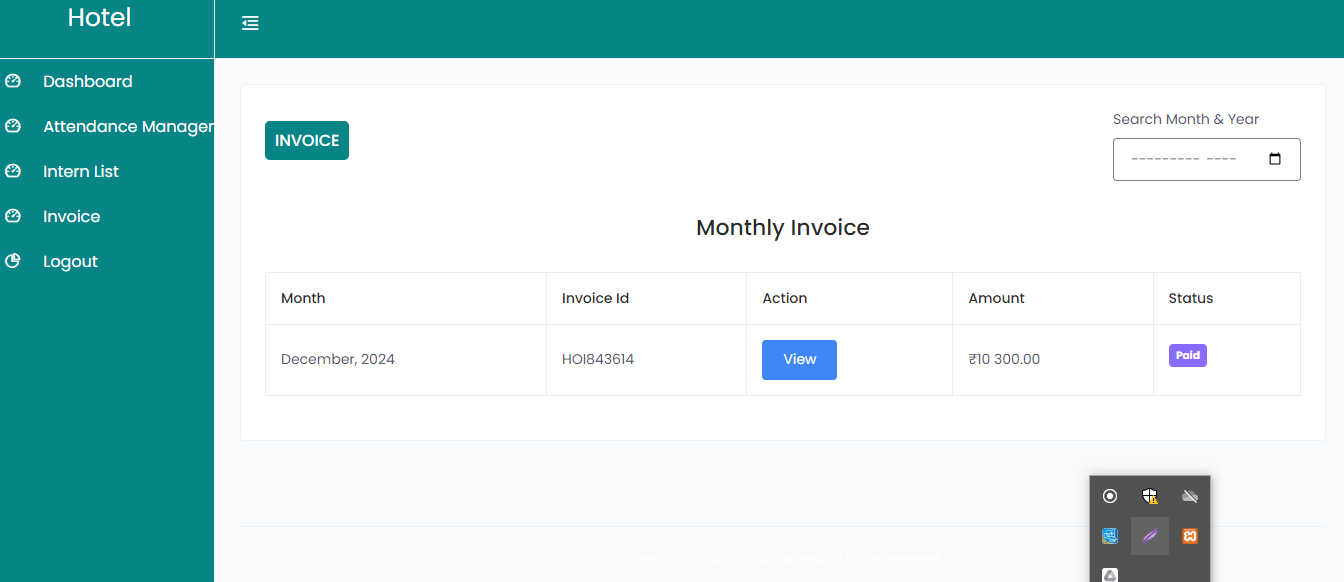 Hotel
Dashboard
Attendance Manager
Intern List
Invoice
Logout
INVOICE
Search Month & Year
--------- ----
Monthly Invoice
Month Invoice Id Action Amount Status
December, 2024 HOI843614 View ₹10 300.00 Paid